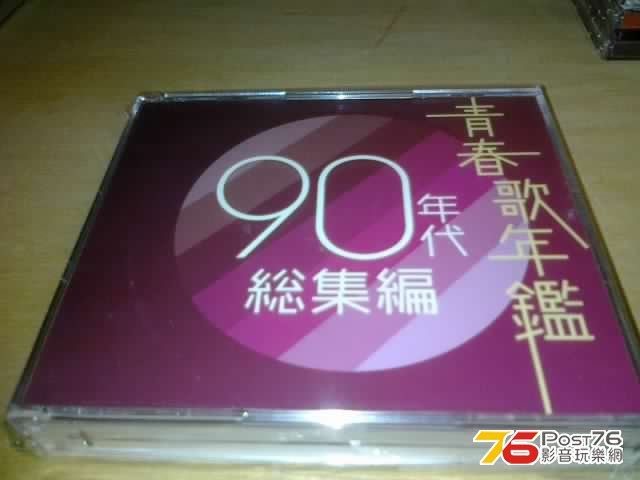 青春歌年鑑
90年代
総集編
76 POST76
影音玩樂網